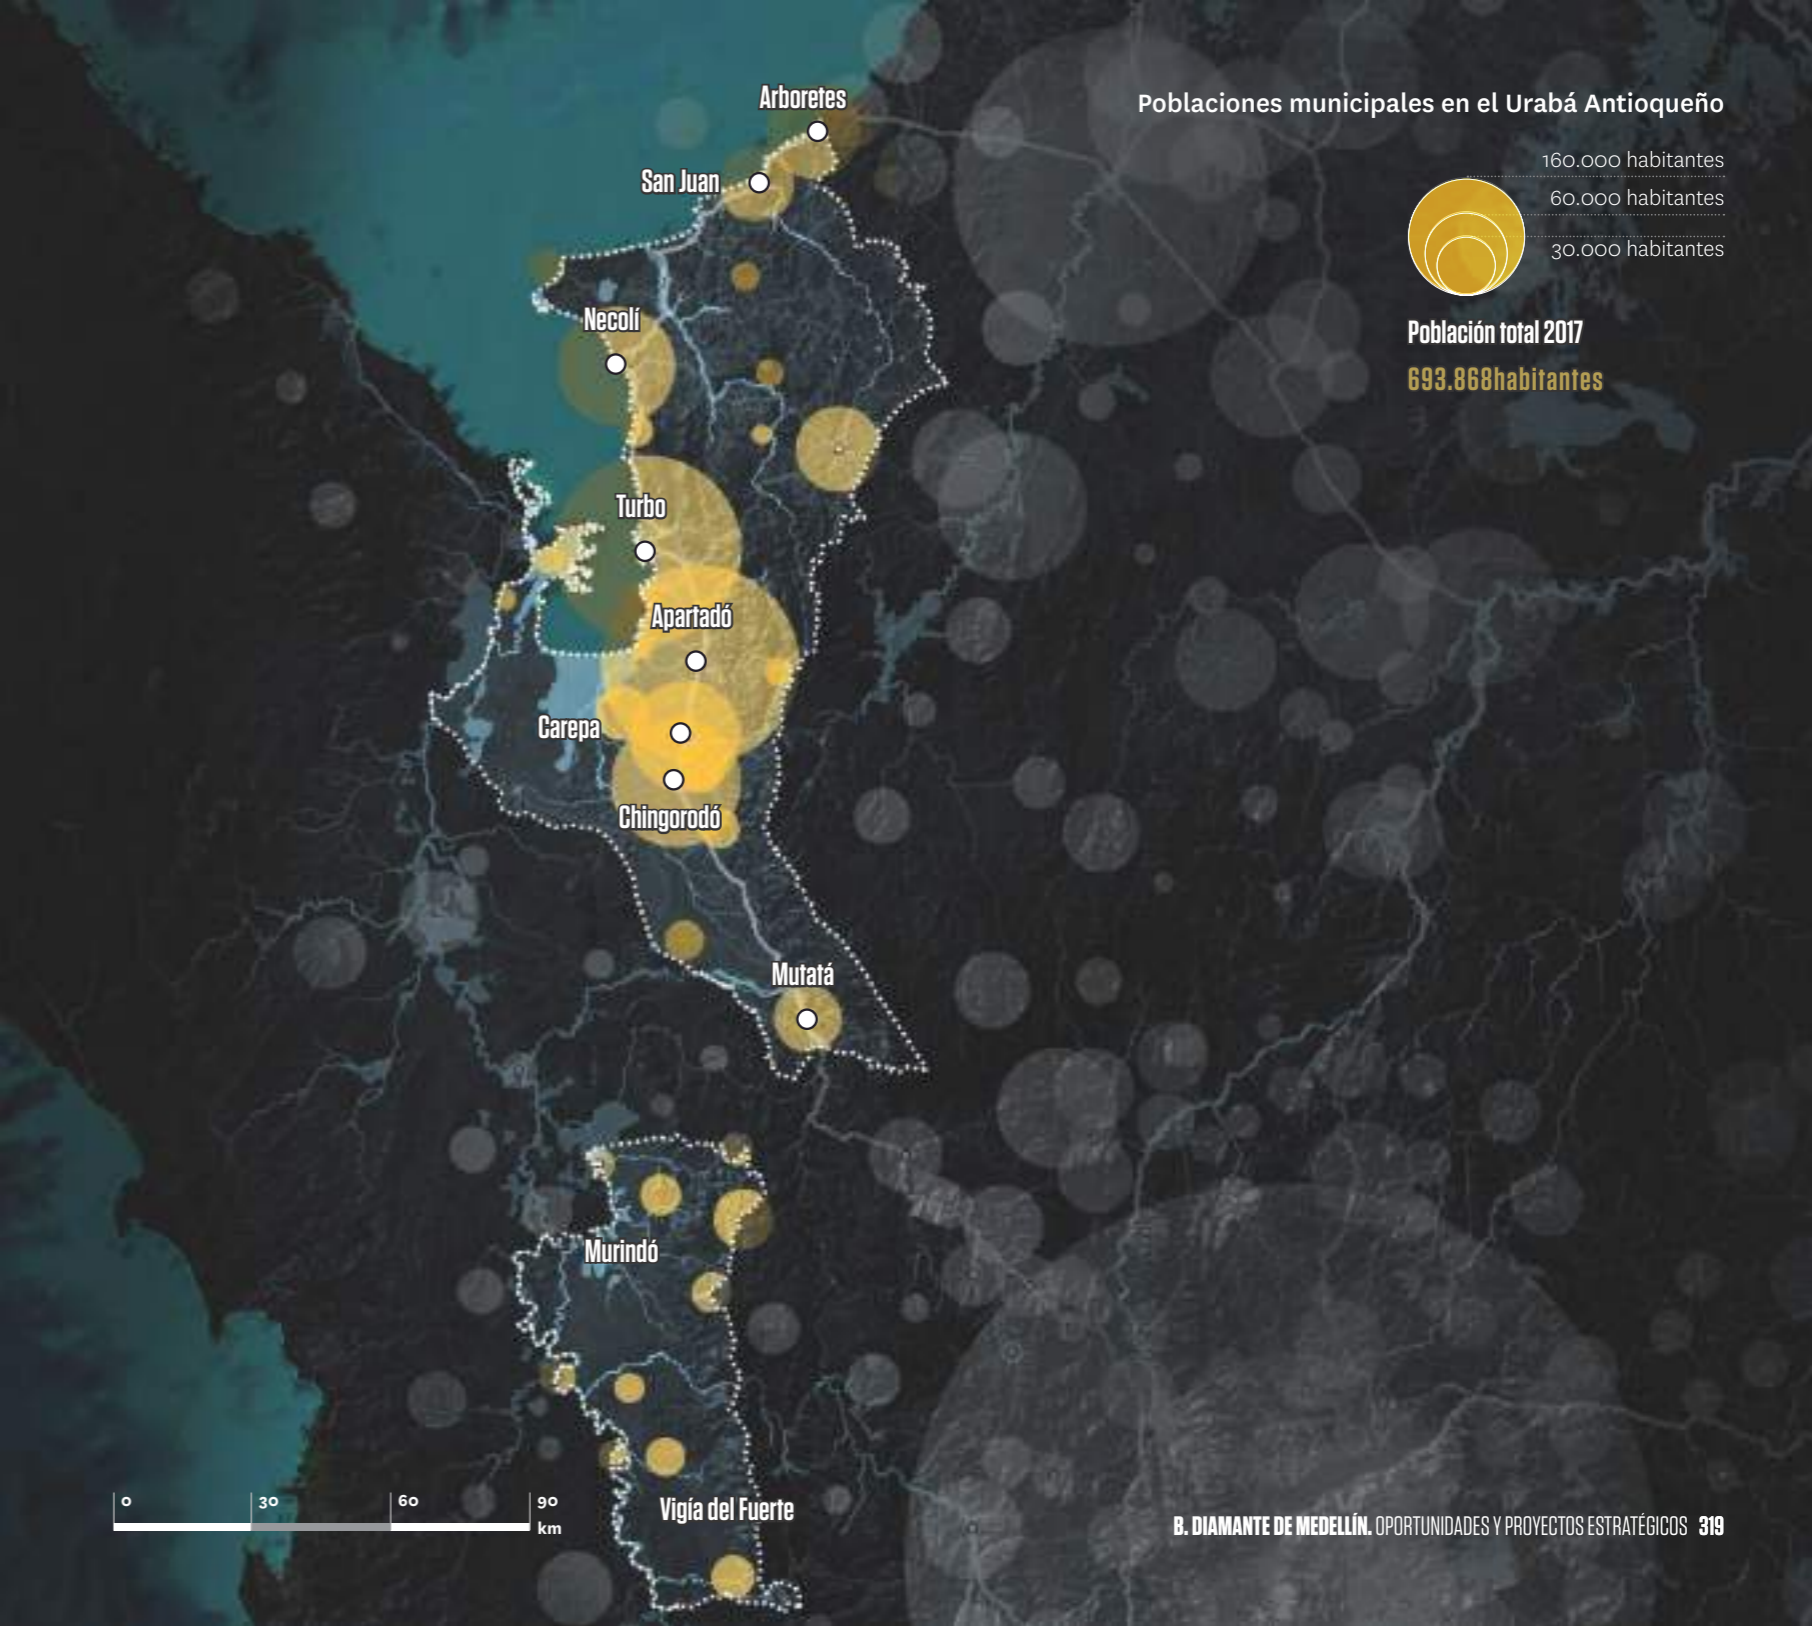 Poblaciones municipales en el Urabá Antioqueño
160.000 habitantes
60.000 habitantes
30.000 habitantes
Población total 2017
693.868habitantes
Arboretes
San Juan
Necolí
Turbo
Apartadó
Carepa
Chingorodó
Mutatá
Murindó
Vigía del Fuerte
0 30 60 90
km
B. DIAMANTE DE MEDELLÍN. OPORTUNIDADES Y PROYECTOS ESTRATÉGICOS 319